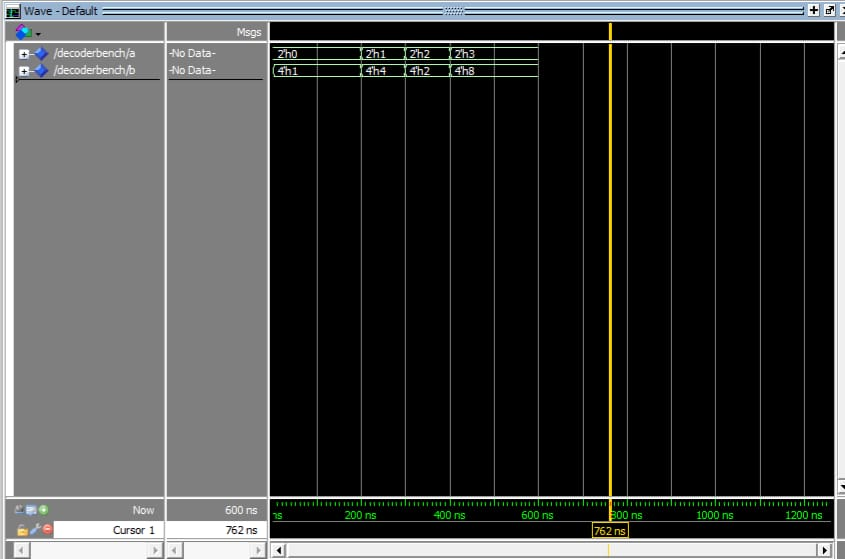 Wave - Default
Msgs
/decoderbench/a -No Data- 2'h0 2'h1 2'h2 2'h3
/decoderbench/b -No Data- 4'h1 4'h4 4'h2 4'h8
Now 600 ns ns 200 ns 400 ns 600 ns 800 ns 1000 ns 1200 ns
Cursor 1 762 ns 762 ns